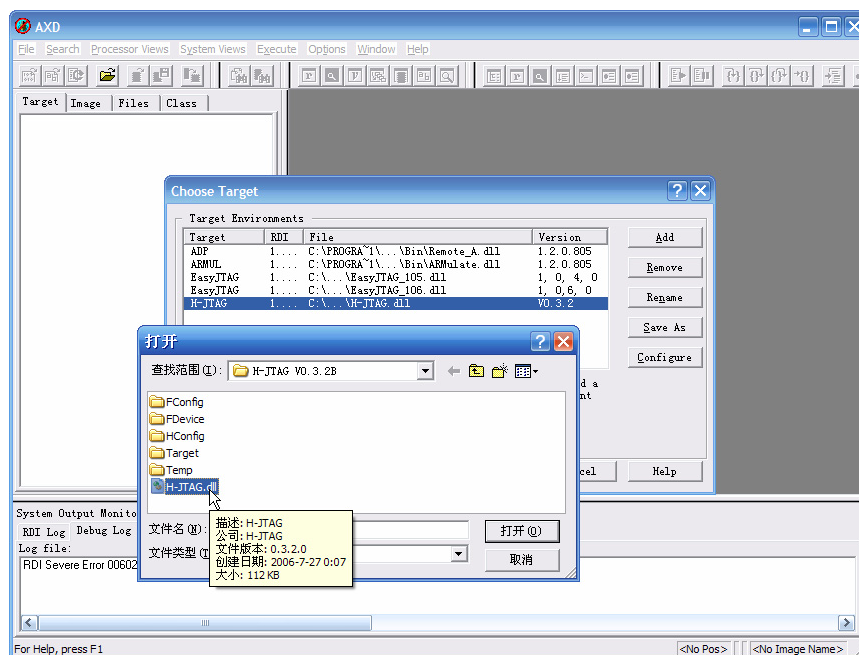 AXD
File Search Processor Views System Views Execute Options Window Help
Target Image Files Class
Choose Target
Target Environments
Target RDI File Version
ADP 1.... C:\PROGRA~1\...\Bin\Remote_A.dll 1.2.0.805
ARMUL 1.... C:\PROGRA~1\...\Bin\ARMulate.dll 1.2.0.805
EasyJTAG 1.... C:\...\EasyJTAG_105.dll 1, 0, 4, 0
EasyJTAG 1.... C:\...\EasyJTAG_106.dll 1, 0,6, 0
H-JTAG 1.... C:\...\H-JTAG.dll V0.3.2
Add
Remove
Rename
Save As
Configure
d a
nt
cel
Help
打开
查找范围(I):
H-JTAG V0.3.2B
FConfig
FDevice
HConfig
Target
Temp
H-JTAG.dll
文件名(N):
打开(O)
文件类型(T
取消
描述: H-JTAG
公司: H-JTAG
文件版本: 0.3.2.0
创建日期: 2006-7-27 0:07
大小: 112 KB
System Output Monito
RDI Log Debug Log
Log file:
RDI Severe Error 00602
For Help, press F1
<No Pos>
<No Image Name>